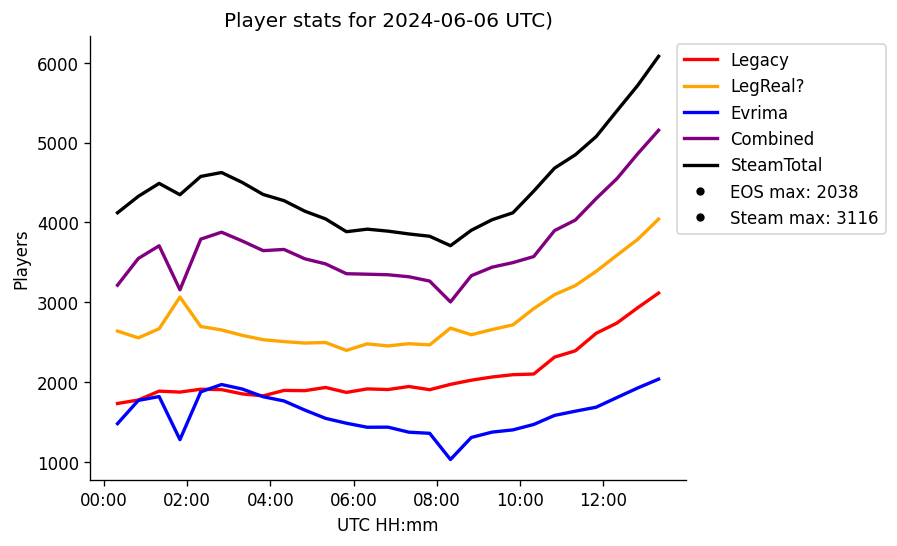 Player stats for 2024-06-06 UTC)
6000
5000
4000
3000
2000
1000
Players
00:00 02:00 04:00 06:00 08:00 10:00 12:00
UTC HH:mm
Legacy
LegReal?
Evrima
Combined
SteamTotal
EOS max: 2038
Steam max: 3116